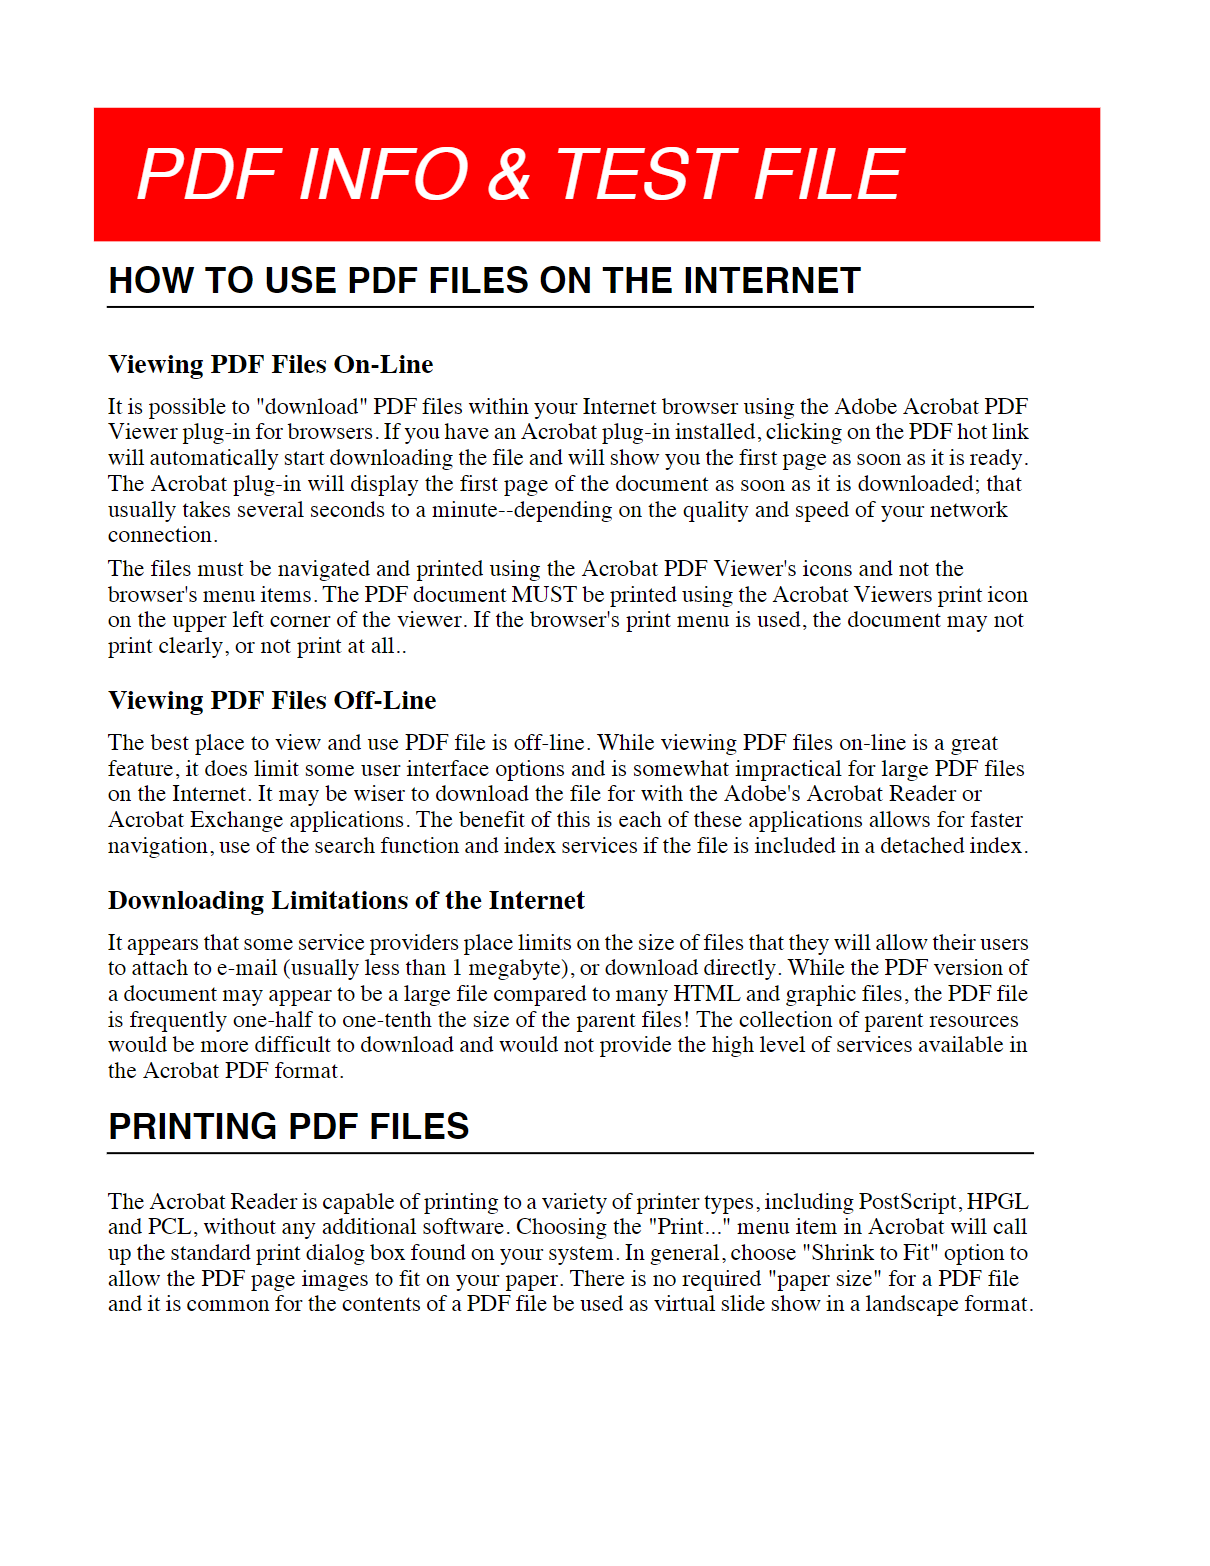 PDF INFO & TEST FILE
HOW TO USE PDF FILES ON THE INTERNET
Viewing PDF Files On-Line
It is possible to "download" PDF files within your Internet browser using the Adobe Acrobat PDF
Viewer plug-in for browsers. If you have an Acrobat plug-in installed, clicking on the PDF hot link
will automatically start downloading the file and will show you the first page as soon as it is ready.
The Acrobat plug-in will display the first page of the document as soon as it is downloaded; that
usually takes several seconds to a minute--depending on the quality and speed of your network
connection.
The files must be navigated and printed using the Acrobat PDF Viewer's icons and not the
browser's menu items. The PDF document MUST be printed using the Acrobat Viewers print icon
on the upper left corner of the viewer. If the browser's print menu is used, the document may not
print clearly, or not print at all..
Viewing PDF Files Off-Line
The best place to view and use PDF file is off-line. While viewing PDF files on-line is a great
feature, it does limit some user interface options and is somewhat impractical for large PDF files
on the Internet. It may be wiser to download the file for with the Adobe's Acrobat Reader or
Acrobat Exchange applications. The benefit of this is each of these applications allows for faster
navigation, use of the search function and index services if the file is included in a detached index.
Downloading Limitations of the Internet
It appears that some service providers place limits on the size of files that they will allow their users
to attach to e-mail (usually less than 1 megabyte), or download directly. While the PDF version of
a document may appear to be a large file compared to many HTML and graphic files, the PDF file
is frequently one-half to one-tenth the size of the parent files! The collection of parent resources
would be more difficult to download and would not provide the high level of services available in
the Acrobat PDF format.
PRINTING PDF FILES
The Acrobat Reader is capable of printing to a variety of printer types, including PostScript, HPGL
and PCL, without any additional software. Choosing the "Print..." menu item in Acrobat will call
up the standard print dialog box found on your system. In general, choose "Shrink to Fit" option to
allow the PDF page images to fit on your paper. There is no required "paper size" for a PDF file
and it is common for the contents of a PDF file be used as virtual slide show in a landscape format.